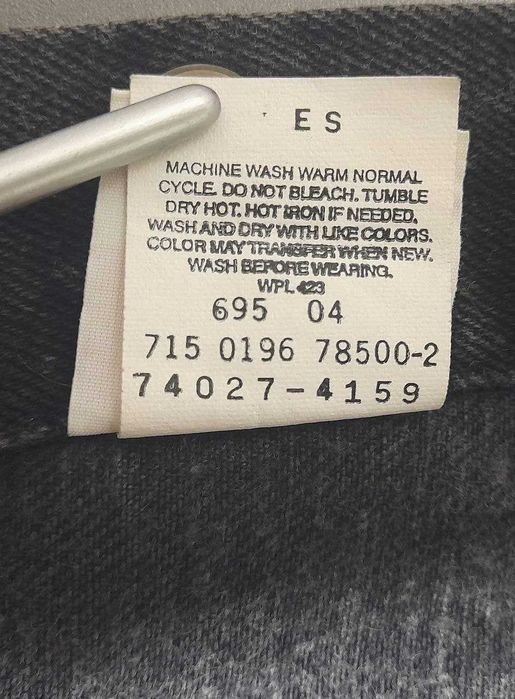 E S
MACHINE WASH WARM NORMAL
CYCLE. DO NOT BLEACH. TUMBLE
DRY HOT. HOT IRON IF NEEDED.
WASH AND DRY WITH LIKE COLORS.
COLOR MAY TRANSFER WHEN NEW.
WASH BEFORE WEARING.
WPL 423
695 04
715 0196 78500-2
74027-4159